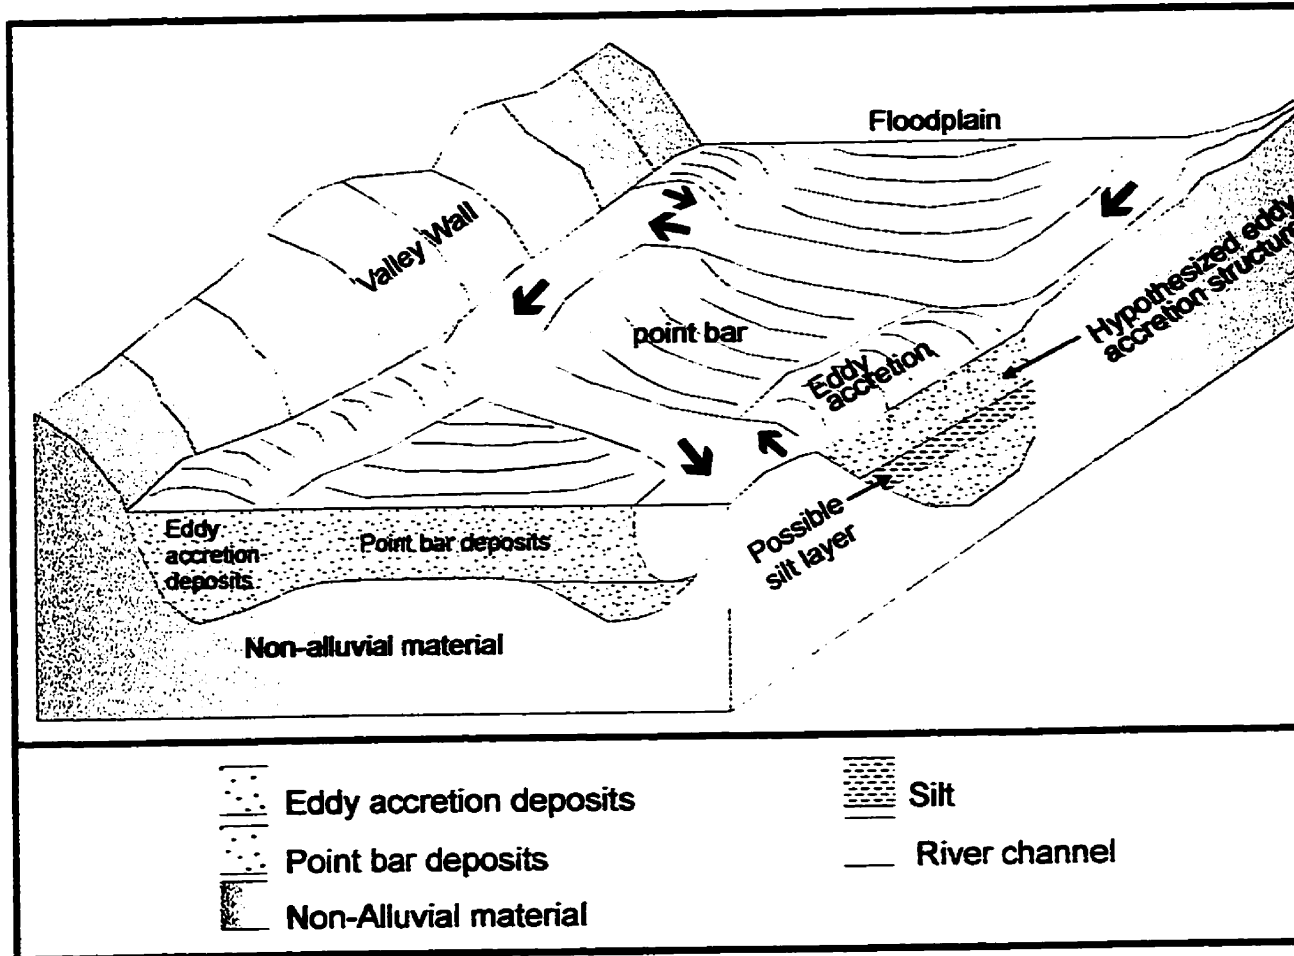 Floodplain
Valley Wall
Hypothesized eddy
accretion structure
point bar
Eddy
accretion
Possible
silt layer
Eddy
accretion
deposits
Point bar deposits
Non-alluvial material
Eddy accretion deposits
Point bar deposits
Non-Alluvial material
Silt
River channel